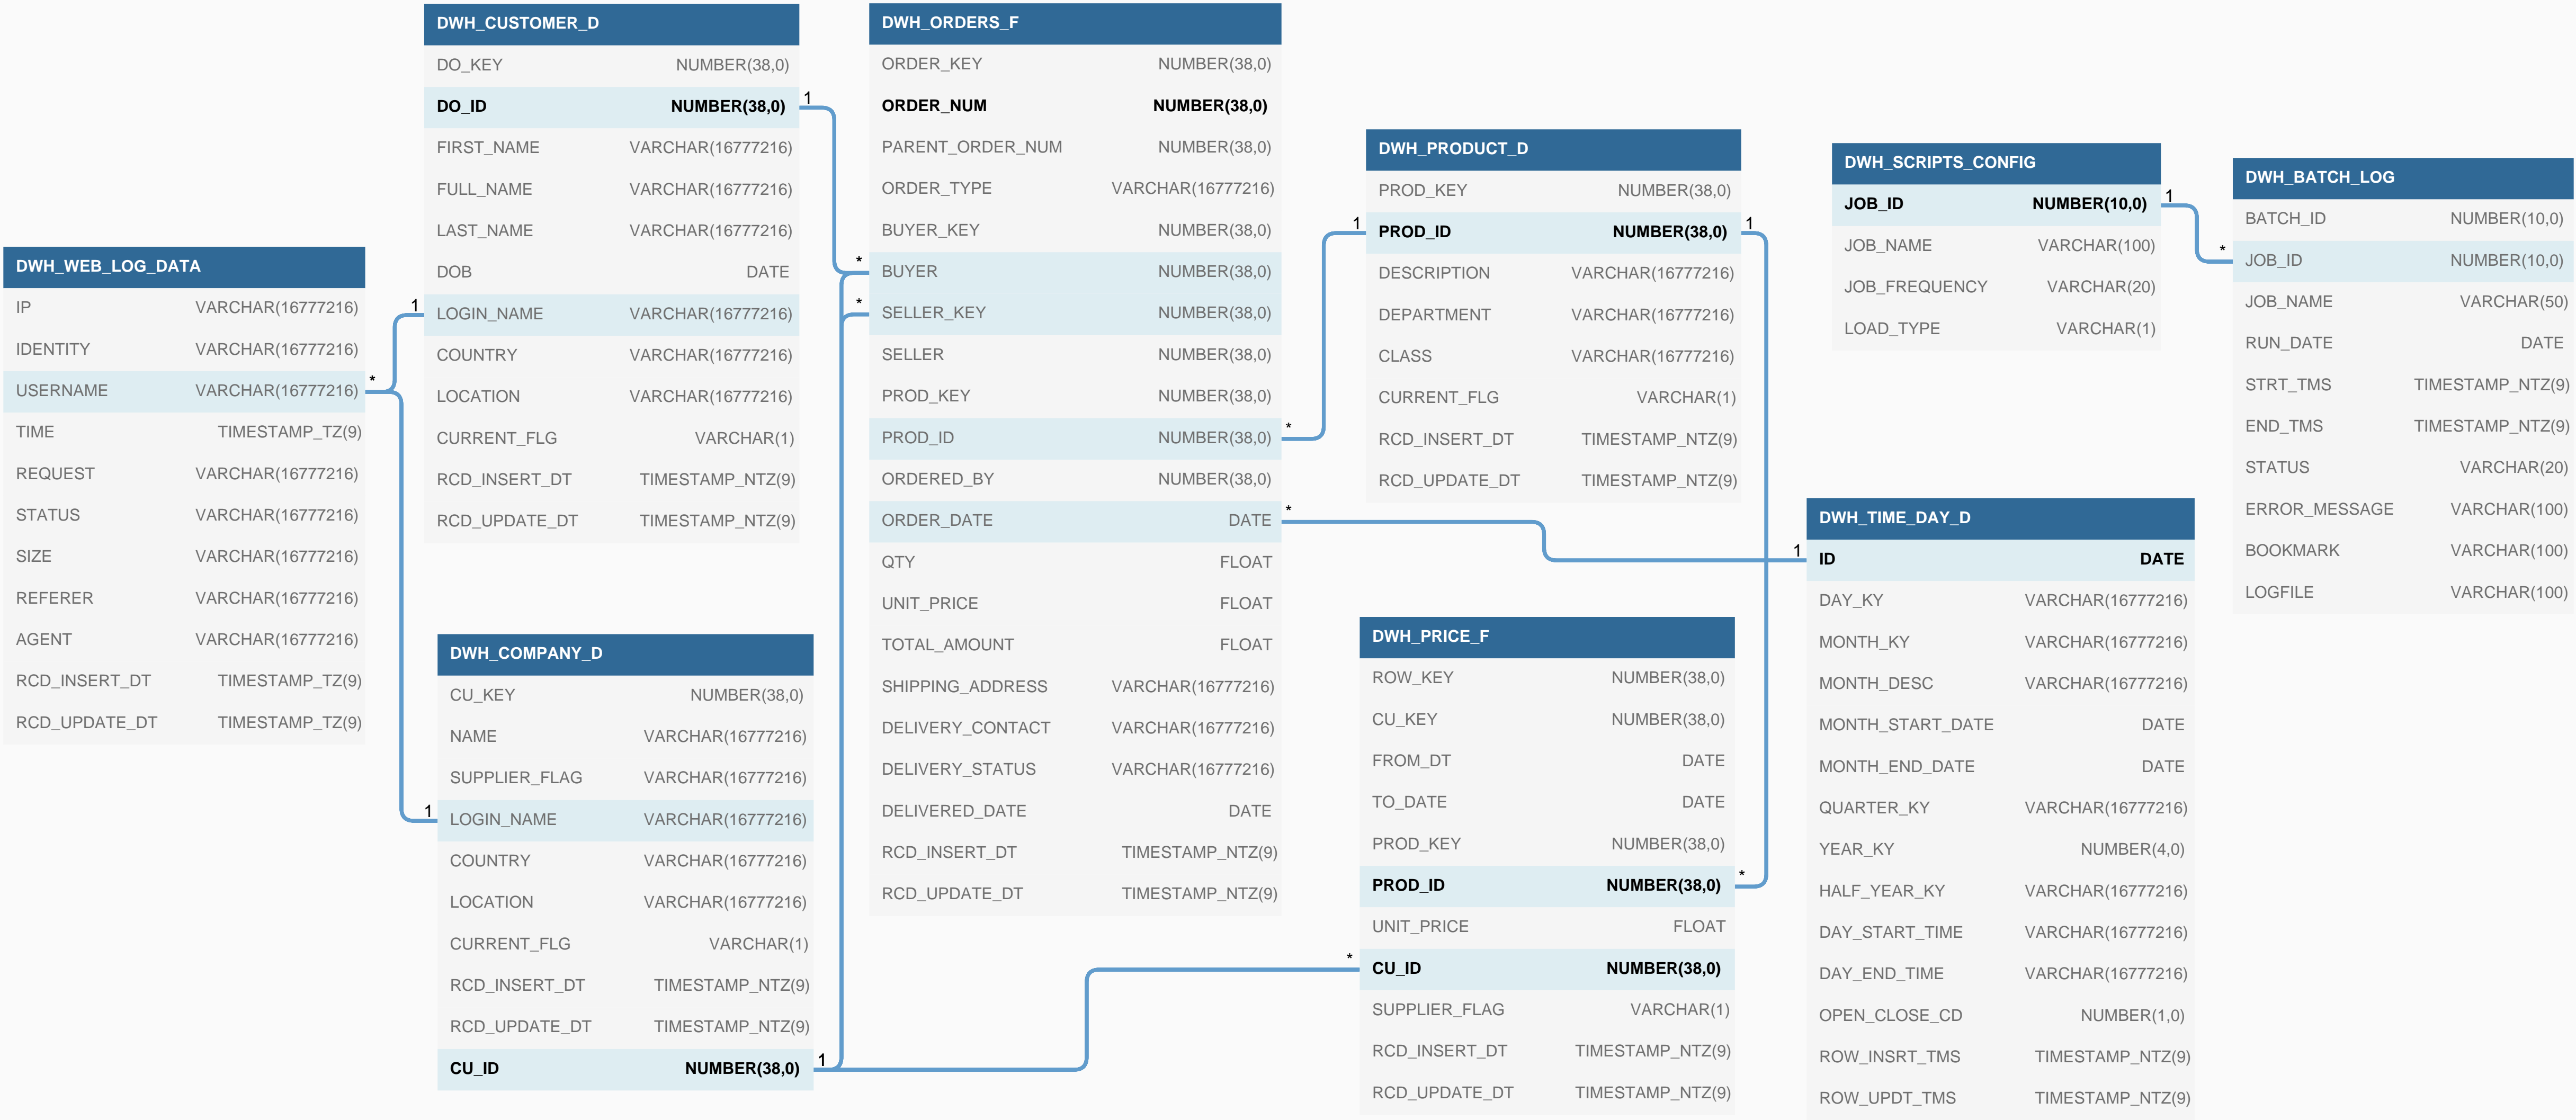 DWH_WEB_LOG_DATA
IP VARCHAR(16777216)
IDENTITY VARCHAR(16777216)
USERNAME VARCHAR(16777216)
TIME TIMESTAMP_TZ(9)
REQUEST VARCHAR(16777216)
STATUS VARCHAR(16777216)
SIZE VARCHAR(16777216)
REFERER VARCHAR(16777216)
AGENT VARCHAR(16777216)
RCD_INSERT_DT TIMESTAMP_TZ(9)
RCD_UPDATE_DT TIMESTAMP_TZ(9)
*
1
1
DWH_CUSTOMER_D
DO_KEY NUMBER(38,0)
DO_ID NUMBER(38,0)
FIRST_NAME VARCHAR(16777216)
FULL_NAME VARCHAR(16777216)
LAST_NAME VARCHAR(16777216)
DOB DATE
LOGIN_NAME VARCHAR(16777216)
COUNTRY VARCHAR(16777216)
LOCATION VARCHAR(16777216)
CURRENT_FLG VARCHAR(1)
RCD_INSERT_DT TIMESTAMP_NTZ(9)
RCD_UPDATE_DT TIMESTAMP_NTZ(9)
1
DWH_COMPANY_D
CU_KEY NUMBER(38,0)
NAME VARCHAR(16777216)
SUPPLIER_FLAG VARCHAR(16777216)
LOGIN_NAME VARCHAR(16777216)
COUNTRY VARCHAR(16777216)
LOCATION VARCHAR(16777216)
CURRENT_FLG VARCHAR(1)
RCD_INSERT_DT TIMESTAMP_NTZ(9)
RCD_UPDATE_DT TIMESTAMP_NTZ(9)
CU_ID NUMBER(38,0)
1
*
*
DWH_ORDERS_F
ORDER_KEY NUMBER(38,0)
ORDER_NUM NUMBER(38,0)
PARENT_ORDER_NUM NUMBER(38,0)
ORDER_TYPE VARCHAR(16777216)
BUYER_KEY NUMBER(38,0)
BUYER NUMBER(38,0)
SELLER_KEY NUMBER(38,0)
SELLER NUMBER(38,0)
PROD_KEY NUMBER(38,0)
PROD_ID NUMBER(38,0)
ORDERED_BY NUMBER(38,0)
ORDER_DATE DATE
QTY FLOAT
UNIT_PRICE FLOAT
TOTAL_AMOUNT FLOAT
SHIPPING_ADDRESS VARCHAR(16777216)
DELIVERY_CONTACT VARCHAR(16777216)
DELIVERY_STATUS VARCHAR(16777216)
DELIVERED_DATE DATE
RCD_INSERT_DT TIMESTAMP_NTZ(9)
RCD_UPDATE_DT TIMESTAMP_NTZ(9)
*
*
1
DWH_PRODUCT_D
PROD_KEY NUMBER(38,0)
PROD_ID NUMBER(38,0)
DESCRIPTION VARCHAR(16777216)
DEPARTMENT VARCHAR(16777216)
CLASS VARCHAR(16777216)
CURRENT_FLG VARCHAR(1)
RCD_INSERT_DT TIMESTAMP_NTZ(9)
RCD_UPDATE_DT TIMESTAMP_NTZ(9)
1
DWH_PRICE_F
ROW_KEY NUMBER(38,0)
CU_KEY NUMBER(38,0)
FROM_DT DATE
TO_DATE DATE
PROD_KEY NUMBER(38,0)
PROD_ID NUMBER(38,0)
UNIT_PRICE FLOAT
CU_ID NUMBER(38,0)
SUPPLIER_FLAG VARCHAR(1)
RCD_INSERT_DT TIMESTAMP_NTZ(9)
RCD_UPDATE_DT TIMESTAMP_NTZ(9)
*
*
DWH_SCRIPTS_CONFIG
JOB_ID NUMBER(10,0)
JOB_NAME VARCHAR(100)
JOB_FREQUENCY VARCHAR(20)
LOAD_TYPE VARCHAR(1)
1
*
1
DWH_TIME_DAY_D
ID DATE
DAY_KY VARCHAR(16777216)
MONTH_KY VARCHAR(16777216)
MONTH_DESC VARCHAR(16777216)
MONTH_START_DATE DATE
MONTH_END_DATE DATE
QUARTER_KY VARCHAR(16777216)
YEAR_KY NUMBER(4,0)
HALF_YEAR_KY VARCHAR(16777216)
DAY_START_TIME VARCHAR(16777216)
DAY_END_TIME VARCHAR(16777216)
OPEN_CLOSE_CD NUMBER(1,0)
ROW_INSRT_TMS TIMESTAMP_NTZ(9)
ROW_UPDT_TMS TIMESTAMP_NTZ(9)
DWH_BATCH_LOG
BATCH_ID NUMBER(10,0)
JOB_ID NUMBER(10,0)
JOB_NAME VARCHAR(50)
RUN_DATE DATE
STRT_TMS TIMESTAMP_NTZ(9)
END_TMS TIMESTAMP_NTZ(9)
STATUS VARCHAR(20)
ERROR_MESSAGE VARCHAR(100)
BOOKMARK VARCHAR(100)
LOGFILE VARCHAR(100)